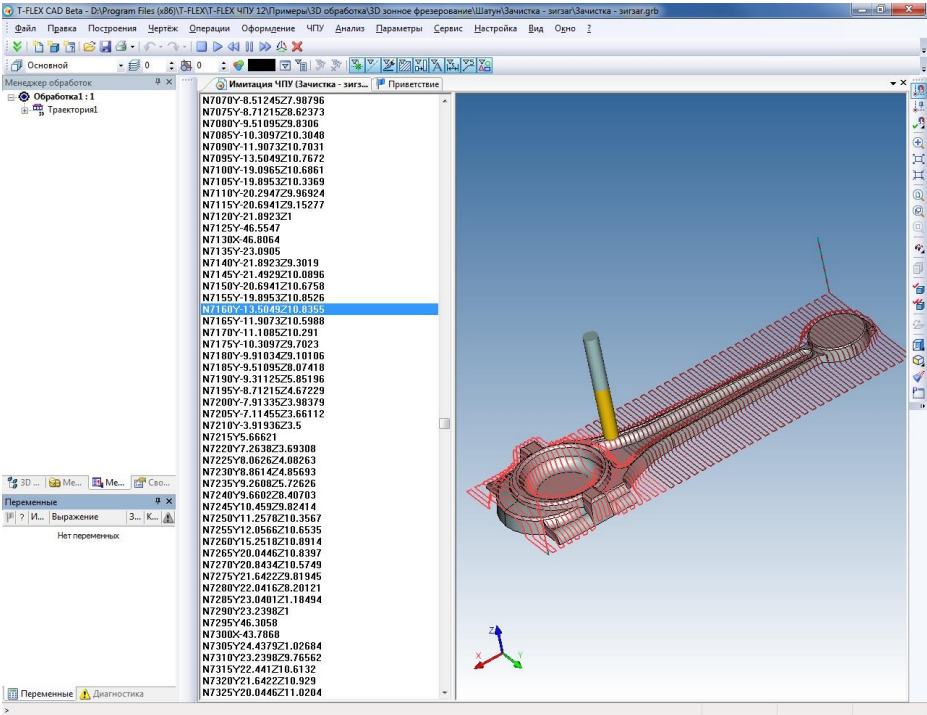 T-FLEX CAD Beta - D:\Program Files (x86)\T-FLEX\T-FLEX ЧПУ 12\Примеры\3D обработка\3D зонное фрезерование\Шатун\Зачистка - зигзаг\Зачистка - зигзаг.grb
Файл Правка Построения Чертёж Операции Оформление ЧПУ Анализ Параметры Сервис Настройка Вид Окно ?
Основной 0 0
Менеджер обработок
Обработка1 : 1
Траектория1
Имитация ЧПУ (Зачистка - зигз... Приветствие
N7070Y-8.51245Z7.98796
N7075Y-8.71215Z8.62373
N7080Y-9.51095Z9.8306
N7085Y-10.3097Z10.3048
N7090Y-11.9073Z10.7031
N7095Y-13.5049Z10.7672
N7100Y-19.0965Z10.6861
N7105Y-19.8953Z10.3369
N7110Y-20.2947Z9.96924
N7115Y-20.6941Z9.15277
N7120Y-21.8923Z1
N7125Y-46.5547
N7130X-46.8064
N7135Y-23.0905
N7140Y-21.8923Z9.3019
N7145Y-21.4929Z10.0896
N7150Y-20.6941Z10.6758
N7155Y-19.8953Z10.8526
N7160Y-13.5049Z10.8355
N7165Y-11.9073Z10.5988
N7170Y-11.1085Z10.291
N7175Y-10.3097Z9.7023
N7180Y-9.91034Z9.10106
N7185Y-9.51095Z8.07418
N7190Y-9.31125Z5.85196
N7195Y-8.71215Z4.67229
N7200Y-7.91335Z3.98379
N7205Y-7.11455Z3.66112
N7210Y-3.91936Z3.5
N7215Y5.66621
N7220Y7.2638Z3.69308
N7225Y8.0626Z4.08263
N7230Y8.8614Z4.85693
N7235Y9.2608Z5.72626
N7240Y9.6602Z8.40703
N7245Y10.459Z9.82414
N7250Y11.2578Z10.3567
N7255Y12.0566Z10.6535
N7260Y15.2518Z10.8914
N7265Y20.0446Z10.8397
N7270Y20.8434Z10.5749
N7275Y21.6422Z9.81945
N7280Y22.0416Z8.20121
N7285Y23.0401Z1.18494
N7290Y23.2398Z1
N7295Y46.3058
N7300X-43.7868
N7305Y24.4379Z1.02684
N7310Y23.2398Z9.76562
N7315Y22.441Z10.6132
N7320Y21.6422Z10.929
N7325Y20.0446Z11.0204
3D ... Ме... Ме... Сво...
Переменные
? И... Выражение З... К...
Нет переменных
Переменные Диагностика
Z
X Y
>